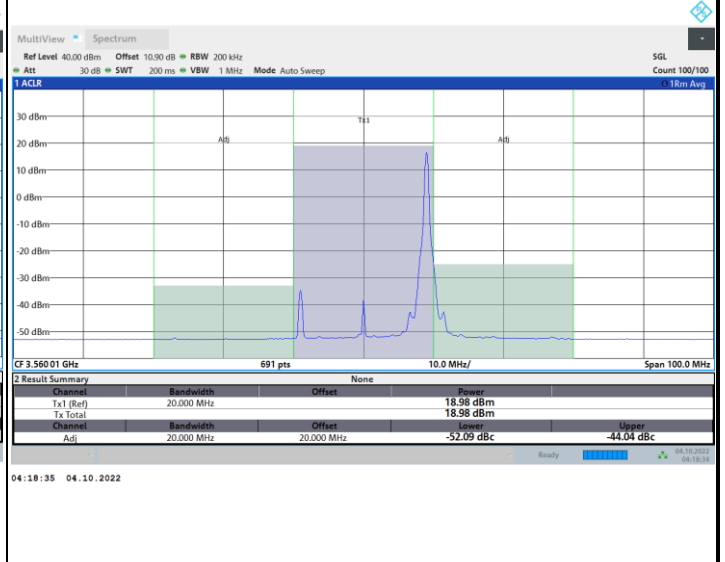 MultiView Spectrum
Ref Level 40.00 dBm Offset 10.90 dB RBW 200 kHz SGL
Att 30 dB SWT 200 ms VBW 1 MHz Mode Auto Sweep Count 100/100
1 ACLR 1Rm Avg
30 dBm
Tx1
20 dBm Adj Adj
10 dBm
0 dBm
-10 dBm
-20 dBm
-30 dBm
-40 dBm
-50 dBm
CF 3.560 01 GHz 691 pts 10.0 MHz/ Span 100.0 MHz
2 Result Summary None
Channel Bandwidth Offset Power
Tx1 (Ref) 20.000 MHz 18.98 dBm
Tx Total 18.98 dBm
Channel Bandwidth Offset Lower Upper
Adj 20.000 MHz 20.000 MHz -52.09 dBc -44.04 dBc
Ready 04.10.2022
04:18:34
04:18:35 04.10.2022